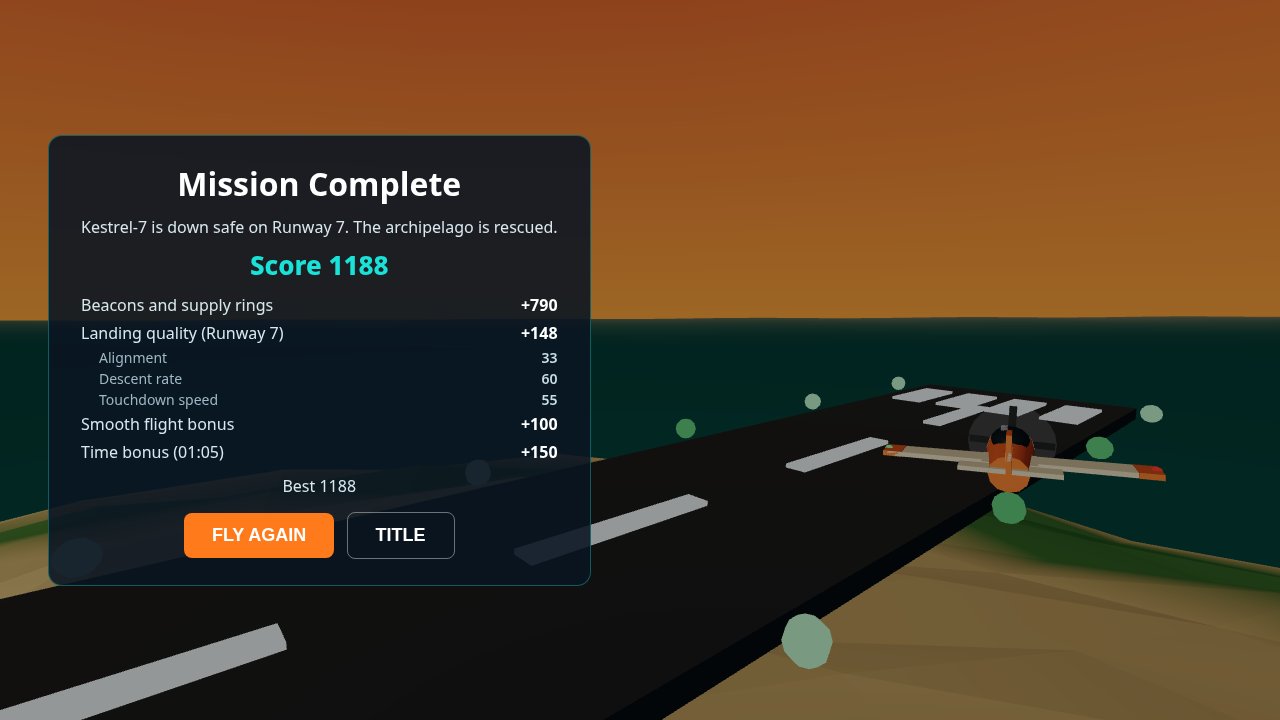 Mission Complete
Kestrel-7 is down safe on Runway 7. The archipelago is rescued.
Score 1188
Beacons and supply rings +790
Landing quality (Runway 7) +148
Alignment 33
Descent rate 60
Touchdown speed 55
Smooth flight bonus +100
Time bonus (01:05) +150
Best 1188
FLY AGAIN TITLE